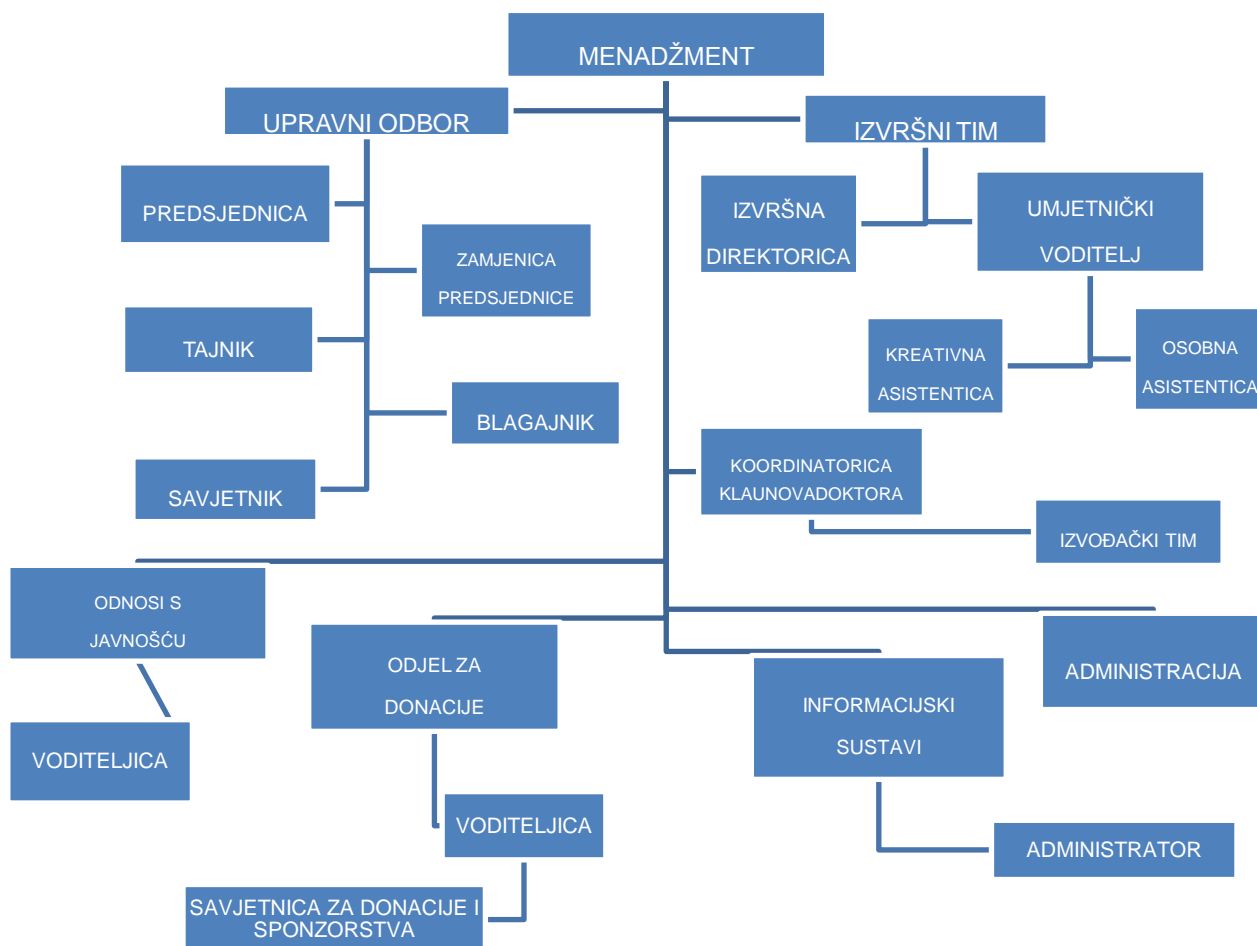 MENADŽMENT
UPRAVNI ODBOR
IZVRŠNI TIM
PREDSJEDNICA
ZAMJENICA
PREDSJEDNICE
TAJNIK
BLAGAJNIK
SAVJETNIK
IZVRŠNA
DIREKTORICA
UMJETNIČKI
VODITELJ
KREATIVNA
ASISTENTICA
OSOBNA
ASISTENTICA
KOORDINATORICA
KLAUNOVADOKTORA
IZVOĐAČKI TIM
ODNOSI S
JAVNOŠĆU
VODITELJICA
ODJEL ZA
DONACIJE
VODITELJICA
SAVJETNICA ZA DONACIJE I
SPONZORSTVA
INFORMACIJSKI
SUSTAVI
ADMINISTRATOR
ADMINISTRACIJA